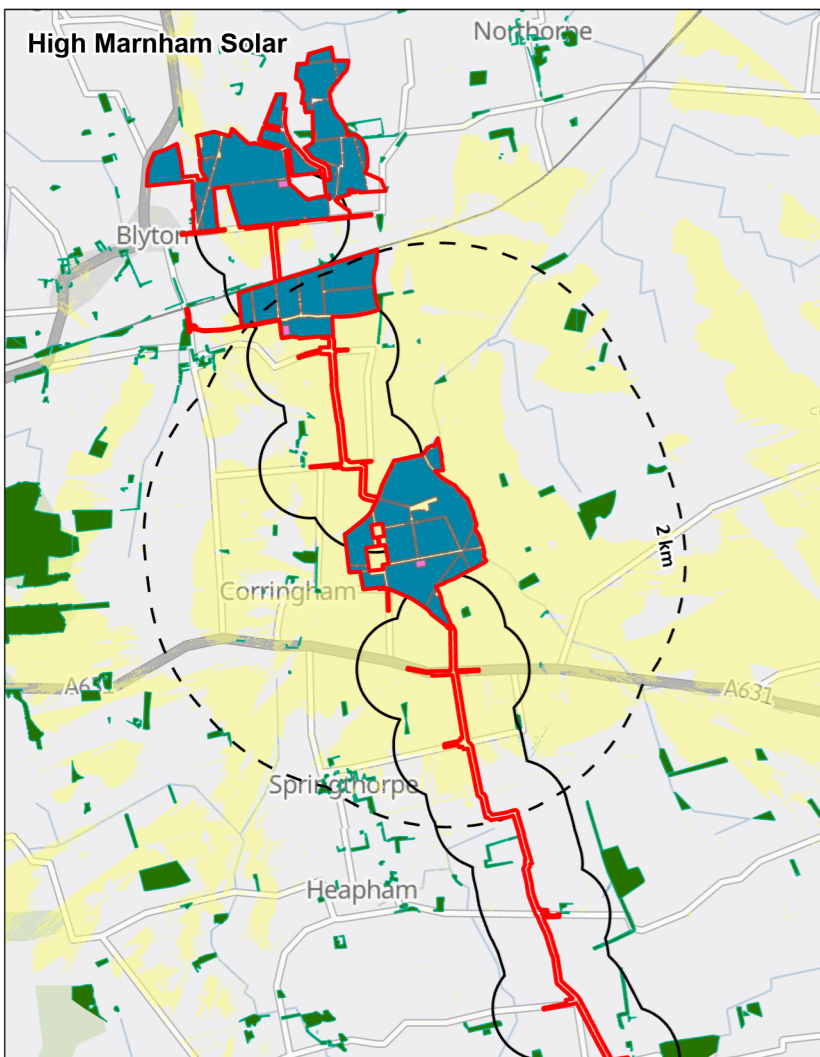 High Marnham Solar
Northorpe
Blyton
2 km
Corringham
A631
A631
Springthorpe
Heapham